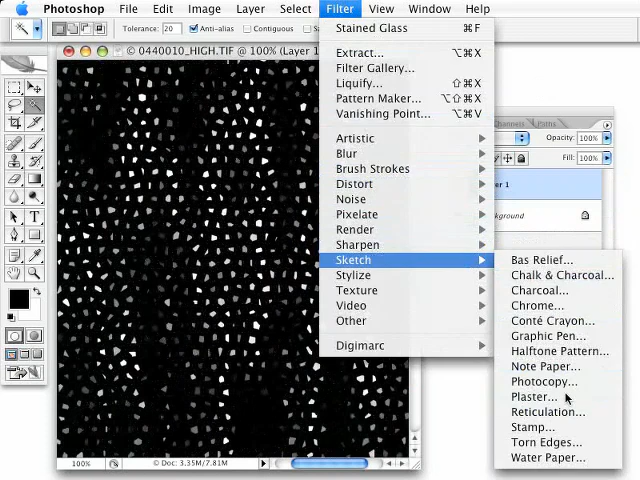 Photoshop File Edit Image Layer Select Filter View Window Help
Tolerance: 20 Anti-alias Contiguous
© 0440010_HIGH.TIF @ 100% (Layer 1
Stained Glass ⌘F
Extract... ⌥⌘X
Filter Gallery...
Liquify... ⇧⌘X
Pattern Maker... ⌥⇧⌘X
Vanishing Point... ⌥⌘V
Artistic
Blur
Brush Strokes
Distort
Noise
Pixelate
Render
Sharpen
Sketch
Stylize
Texture
Video
Other
Digimarc
Bas Relief...
Chalk & Charcoal...
Charcoal...
Chrome...
Conté Crayon...
Graphic Pen...
Halftone Pattern...
Note Paper...
Photocopy...
Plaster...
Reticulation...
Stamp...
Torn Edges...
Water Paper...
hannels Paths
Opacity: 100%
Fill: 100%
r 1
kground
100% © Doc: 3.35M/7.81M